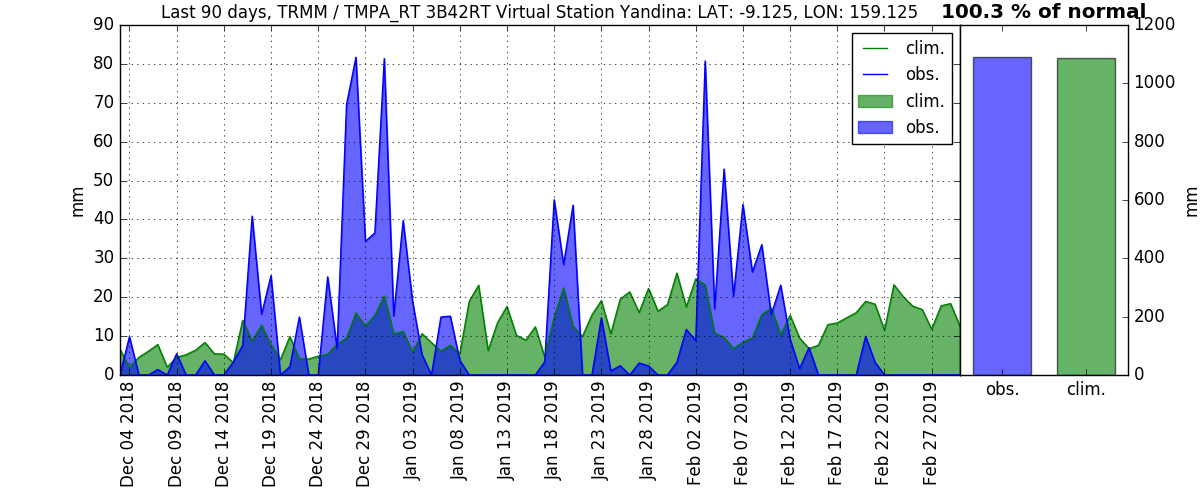 Last 90 days, TRMM / TMPA_RT 3B42RT Virtual Station Yandina: LAT: -9.125, LON: 159.125
100.3 % of normal
90
80
70
60
50
40
30
20
10
0
mm
clim.
obs.
clim.
obs.
1200
1000
800
600
400
200
0
mm
obs.
clim.
Dec 04 2018
Dec 09 2018
Dec 14 2018
Dec 19 2018
Dec 24 2018
Dec 29 2018
Jan 03 2019
Jan 08 2019
Jan 13 2019
Jan 18 2019
Jan 23 2019
Jan 28 2019
Feb 02 2019
Feb 07 2019
Feb 12 2019
Feb 17 2019
Feb 22 2019
Feb 27 2019